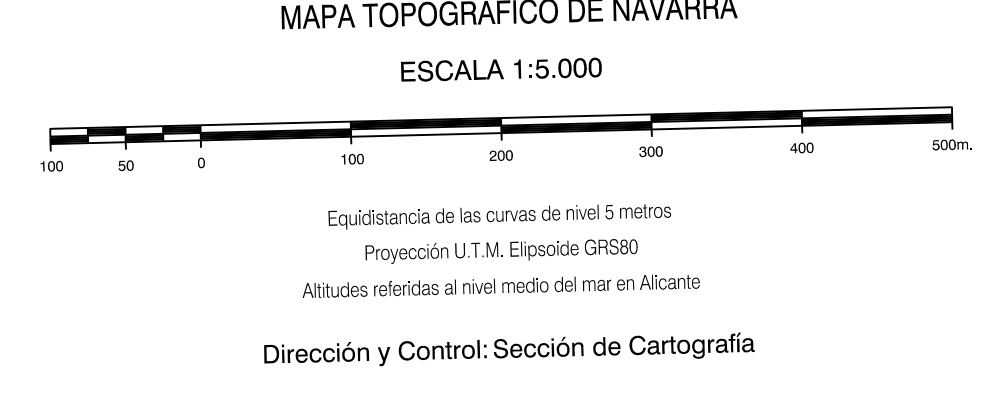 MAPA TOPOGRÁFICO DE NAVARRA
ESCALA 1:5.000
100 50 0 100 200 300 400 500m.
Equidistancia de las curvas de nivel 5 metros
Proyección U.T.M. Elipsoide GRS80
Altitudes referidas al nivel medio del mar en Alicante
Dirección y Control: Sección de Cartografía